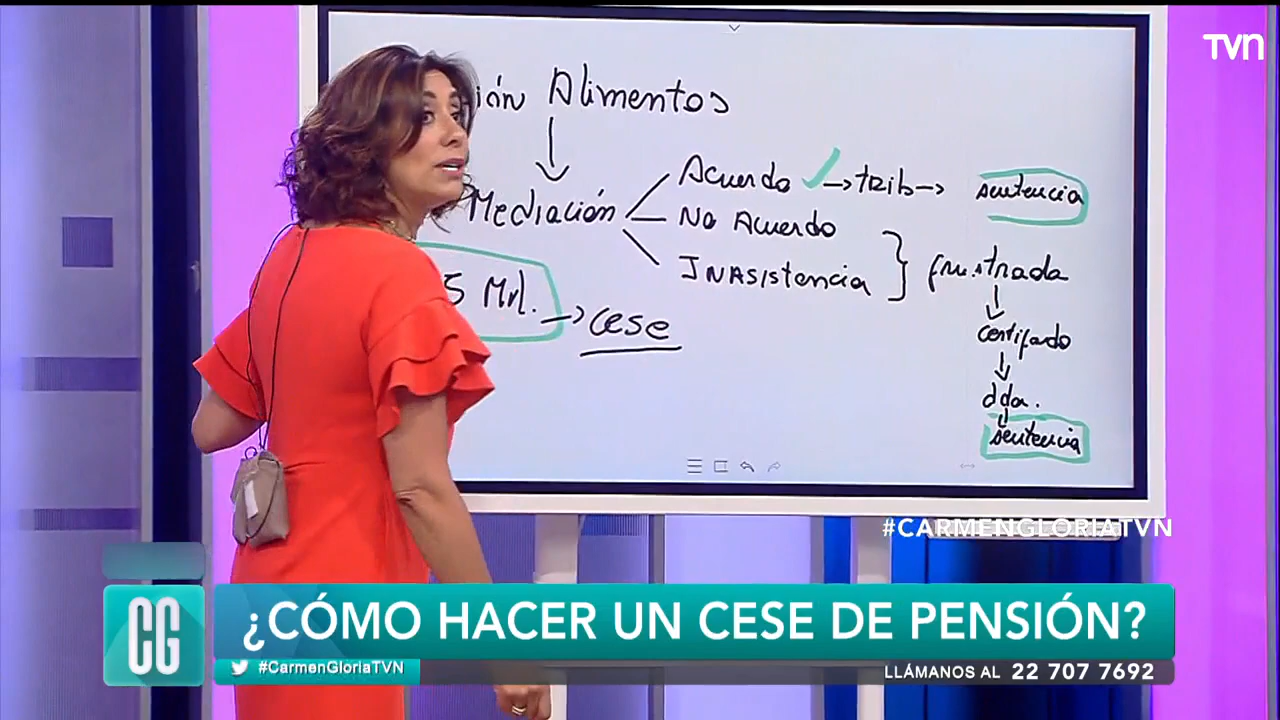 TVN
ión Alimentos
Mediación
Acuerdo → trib → sentencia
No Acuerdo
INASistencia } frustrada
certificado
dda.
sentencia
5 Mil. → cese
#CARMENGLORIATVN
CG
¿CÓMO HACER UN CESE DE PENSIÓN?
#CarmenGloriaTVN
LLÁMANOS AL 22 707 7692